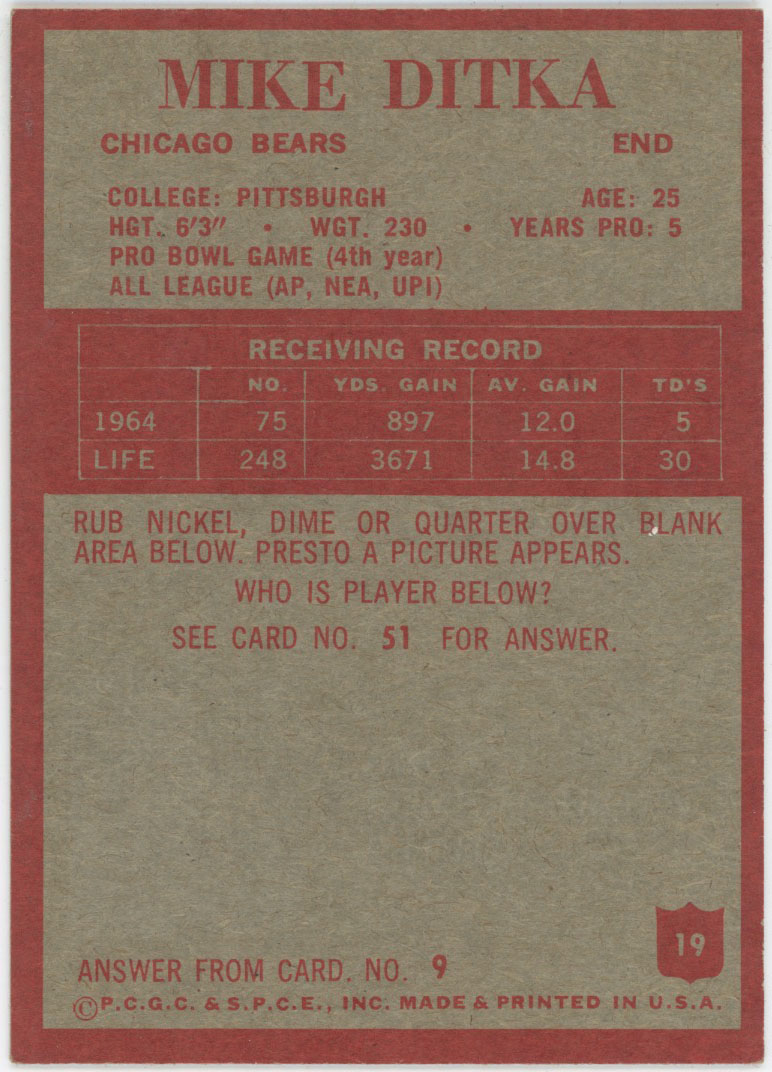 MIKE DITKA
CHICAGO BEARS END
COLLEGE: PITTSBURGH AGE: 25
HGT. 6'3" • WGT. 230 • YEARS PRO: 5
PRO BOWL GAME (4th year)
ALL LEAGUE (AP, NEA, UPI)
RECEIVING RECORD
NO. YDS. GAIN AV. GAIN TD'S
1964 75 897 12.0 5
LIFE 248 3671 14.8 30
RUB NICKEL, DIME OR QUARTER OVER BLANK
AREA BELOW. PRESTO A PICTURE APPEARS.
WHO IS PLAYER BELOW?
SEE CARD NO. 51 FOR ANSWER.
19
ANSWER FROM CARD. NO. 9
©P.C.G.C. & S.P.C.E., INC. MADE & PRINTED IN U.S.A.